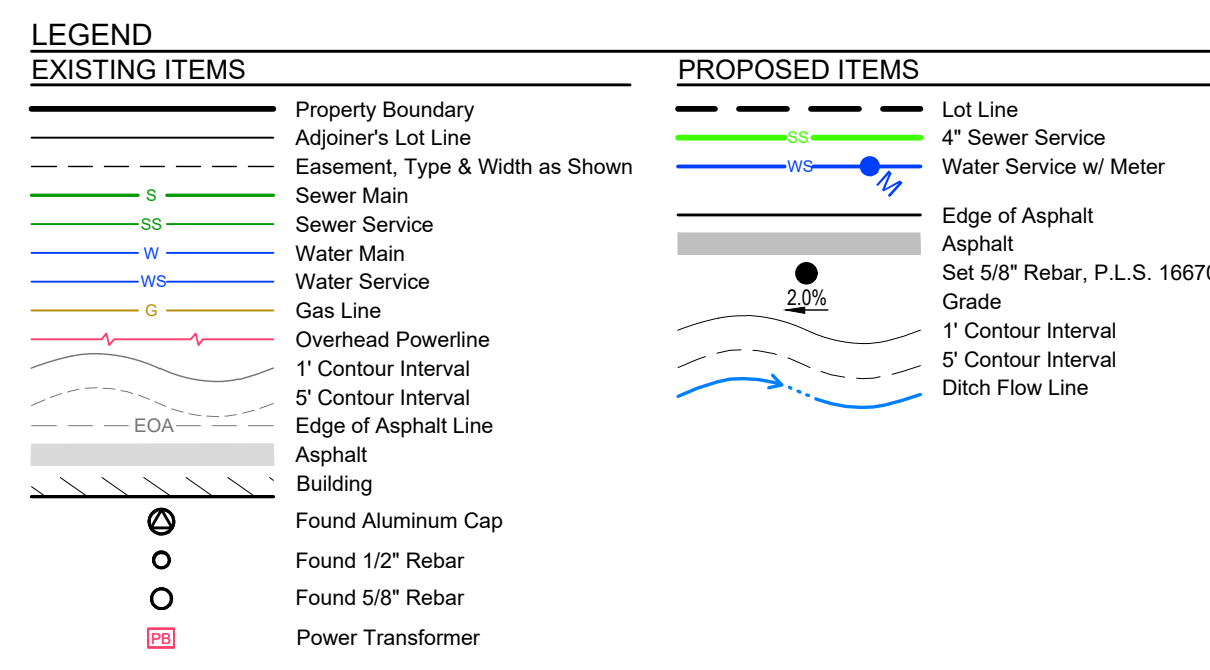 LEGEND
EXISTING ITEMS
Property Boundary
Adjoiner's Lot Line
Easement, Type & Width as Shown
S Sewer Main
SS Sewer Service
W Water Main
WS Water Service
G Gas Line
Overhead Powerline
1' Contour Interval
5' Contour Interval
EOA Edge of Asphalt Line
Asphalt
Building
Found Aluminum Cap
Found 1/2" Rebar
Found 5/8" Rebar
PB Power Transformer
PROPOSED ITEMS
Lot Line
SS 4" Sewer Service
WS M Water Service w/ Meter
Edge of Asphalt
Asphalt
Set 5/8" Rebar, P.L.S. 16670
2.0% Grade
1' Contour Interval
5' Contour Interval
Ditch Flow Line